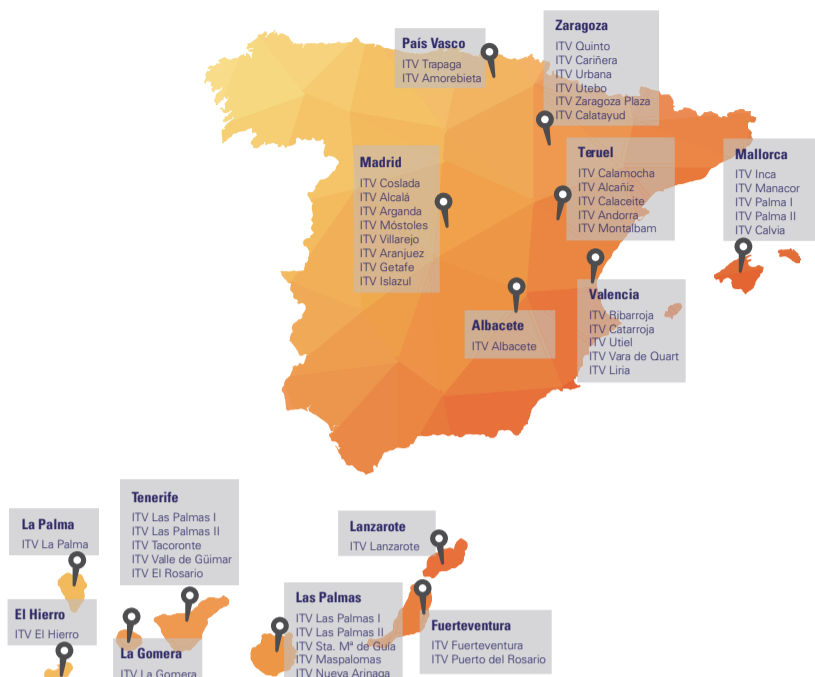 País Vasco
ITV Trapaga
ITV Amorebieta
Zaragoza
ITV Quinto
ITV Cariñera
ITV Urbana
ITV Utebo
ITV Zaragoza Plaza
ITV Calatayud
Madrid
ITV Coslada
ITV Alcalá
ITV Arganda
ITV Móstoles
ITV Villarejo
ITV Aranjuez
ITV Getafe
ITV Islazul
Teruel
ITV Calamocha
ITV Alcañiz
ITV Calaceite
ITV Andorra
ITV Montalbam
Mallorca
ITV Inca
ITV Manacor
ITV Palma I
ITV Palma II
ITV Calvia
Albacete
ITV Albacete
Valencia
ITV Ribarroja
ITV Catarroja
ITV Utiel
ITV Vara de Quart
ITV Liria
La Palma
ITV La Palma
Tenerife
ITV Las Palmas I
ITV Las Palmas II
ITV Tacoronte
ITV Valle de Güimar
ITV El Rosario
Lanzarote
ITV Lanzarote
El Hierro
ITV El Hierro
La Gomera
ITV La Gomera
Las Palmas
ITV Las Palmas I
ITV Las Palmas II
ITV Sta. Mª de Guía
ITV Maspalomas
ITV Nueva Arinaga
Fuerteventura
ITV Fuerteventura
ITV Puerto del Rosario